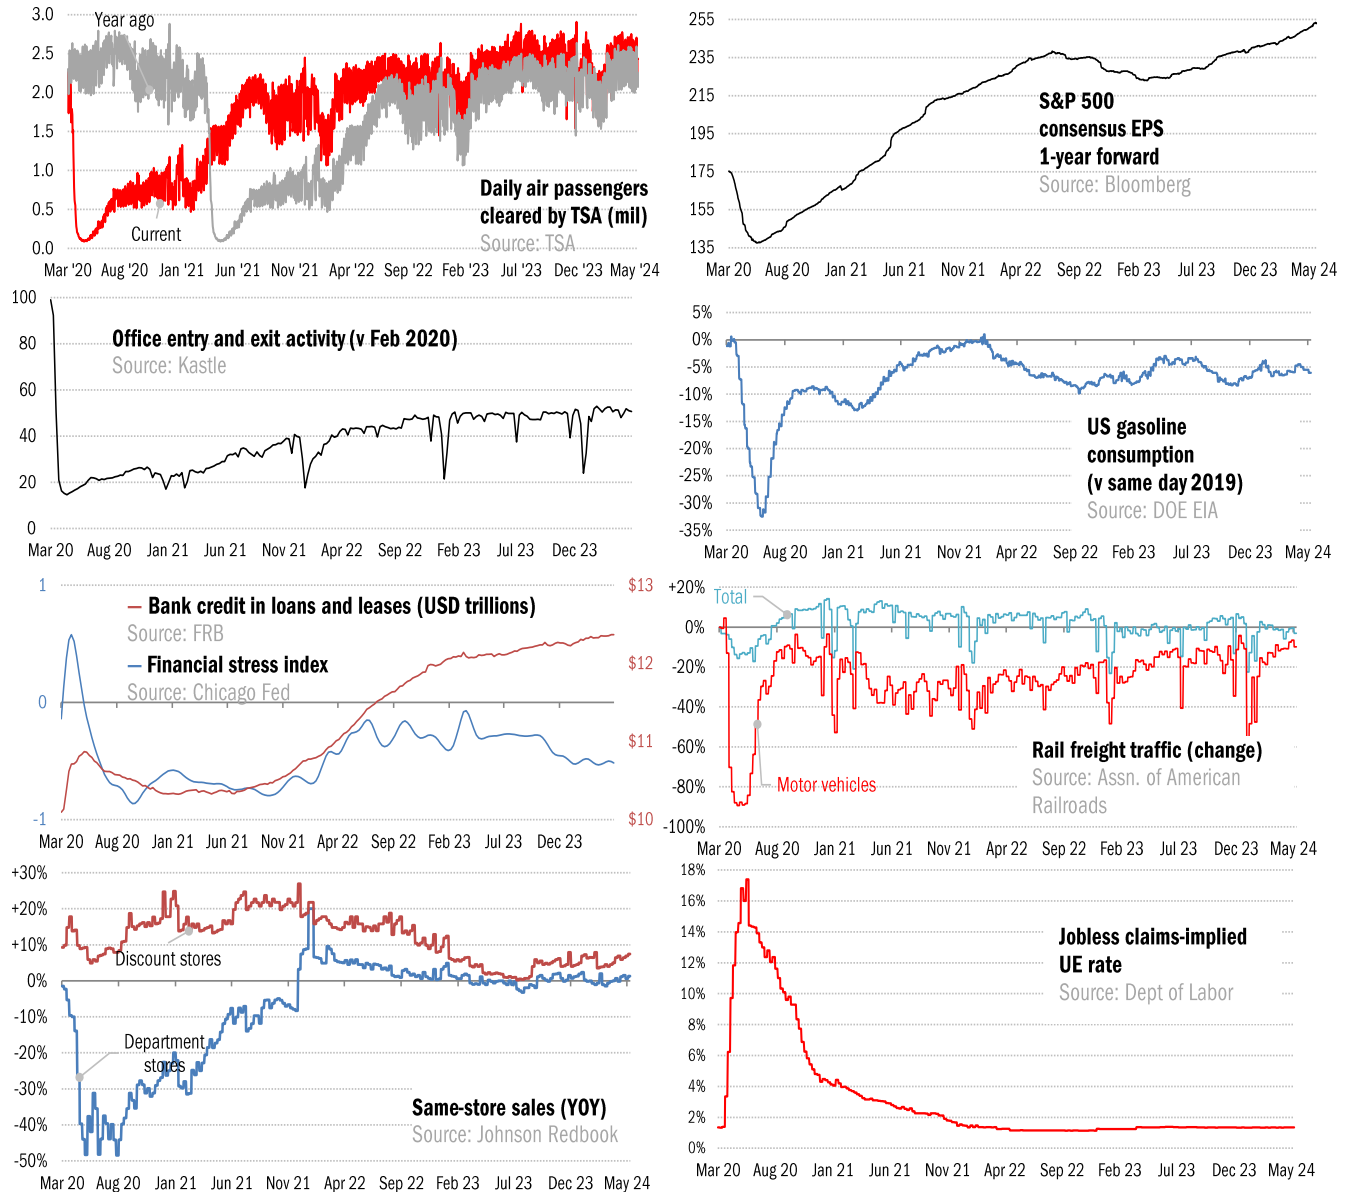 3.0
2.5
2.0
1.5
1.0
0.5
0.0
Year ago
Current
Daily air passengers
cleared by TSA (mil)
Source: TSA
Mar '20 Aug '20 Jan '21 Jun '21 Nov '21 Apr '22 Sep '22 Feb '23 Jul '23 Dec '23 May '24
255
235
215
195
175
155
135
S&P 500
consensus EPS
1-year forward
Source: Bloomberg
Mar 20 Aug 20 Jan 21 Jun 21 Nov 21 Apr 22 Sep 22 Feb 23 Jul 23 Dec 23 May 24
100
80
60
40
20
0
Office entry and exit activity (v Feb 2020)
Source: Kastle
Mar 20 Aug 20 Jan 21 Jun 21 Nov 21 Apr 22 Sep 22 Feb 23 Jul 23 Dec 23
5%
0%
-5%
-10%
-15%
-20%
-25%
-30%
-35%
US gasoline
consumption
(v same day 2019)
Source: DOE EIA
Mar 20 Aug 20 Jan 21 Jun 21 Nov 21 Apr 22 Sep 22 Feb 23 Jul 23 Dec 23 May 24
1
0
-1
Bank credit in loans and leases (USD trillions)
Source: FRB
Financial stress index
Source: Chicago Fed
$13
$12
$11
$10
Mar 20 Aug 20 Jan 21 Jun 21 Nov 21 Apr 22 Sep 22 Feb 23 Jul 23 Dec 23
+20%
0%
-20%
-40%
-60%
-80%
-100%
Total
Motor vehicles
Rail freight traffic (change)
Source: Assn. of American
Railroads
Mar 20 Aug 20 Jan 21 Jun 21 Nov 21 Apr 22 Sep 22 Feb 23 Jul 23 Dec 23 May 24
+30%
+20%
+10%
0%
-10%
-20%
-30%
-40%
-50%
Discount stores
Department
stores
Same-store sales (YOY)
Source: Johnson Redbook
Mar 20 Aug 20 Jan 21 Jun 21 Nov 21 Apr 22 Sep 22 Feb 23 Jul 23 Dec 23 May 24
18%
16%
14%
12%
10%
8%
6%
4%
2%
0%
Jobless claims-implied
UE rate
Source: Dept of Labor
Mar 20 Aug 20 Jan 21 Jun 21 Nov 21 Apr 22 Sep 22 Feb 23 Jul 23 Dec 23 May 24